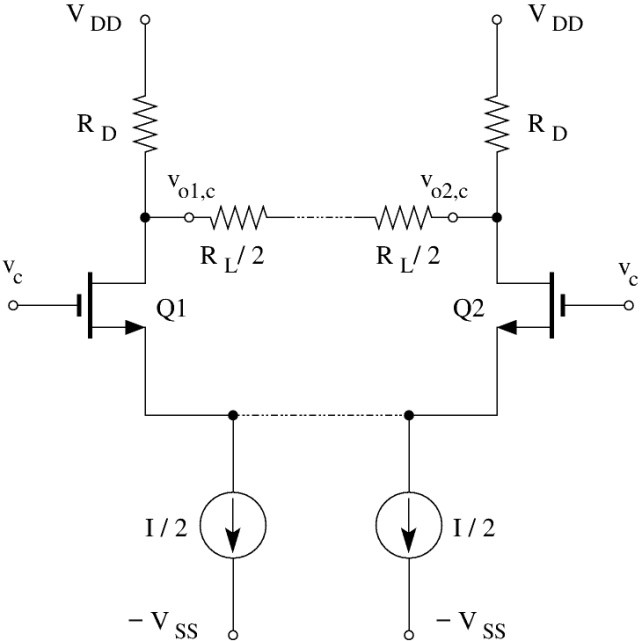 V DD
V DD
R D
R D
v o1,c
v o2,c
R L / 2
R L / 2
v c
v c
Q1
Q2
I / 2
I / 2
− V SS
− V SS